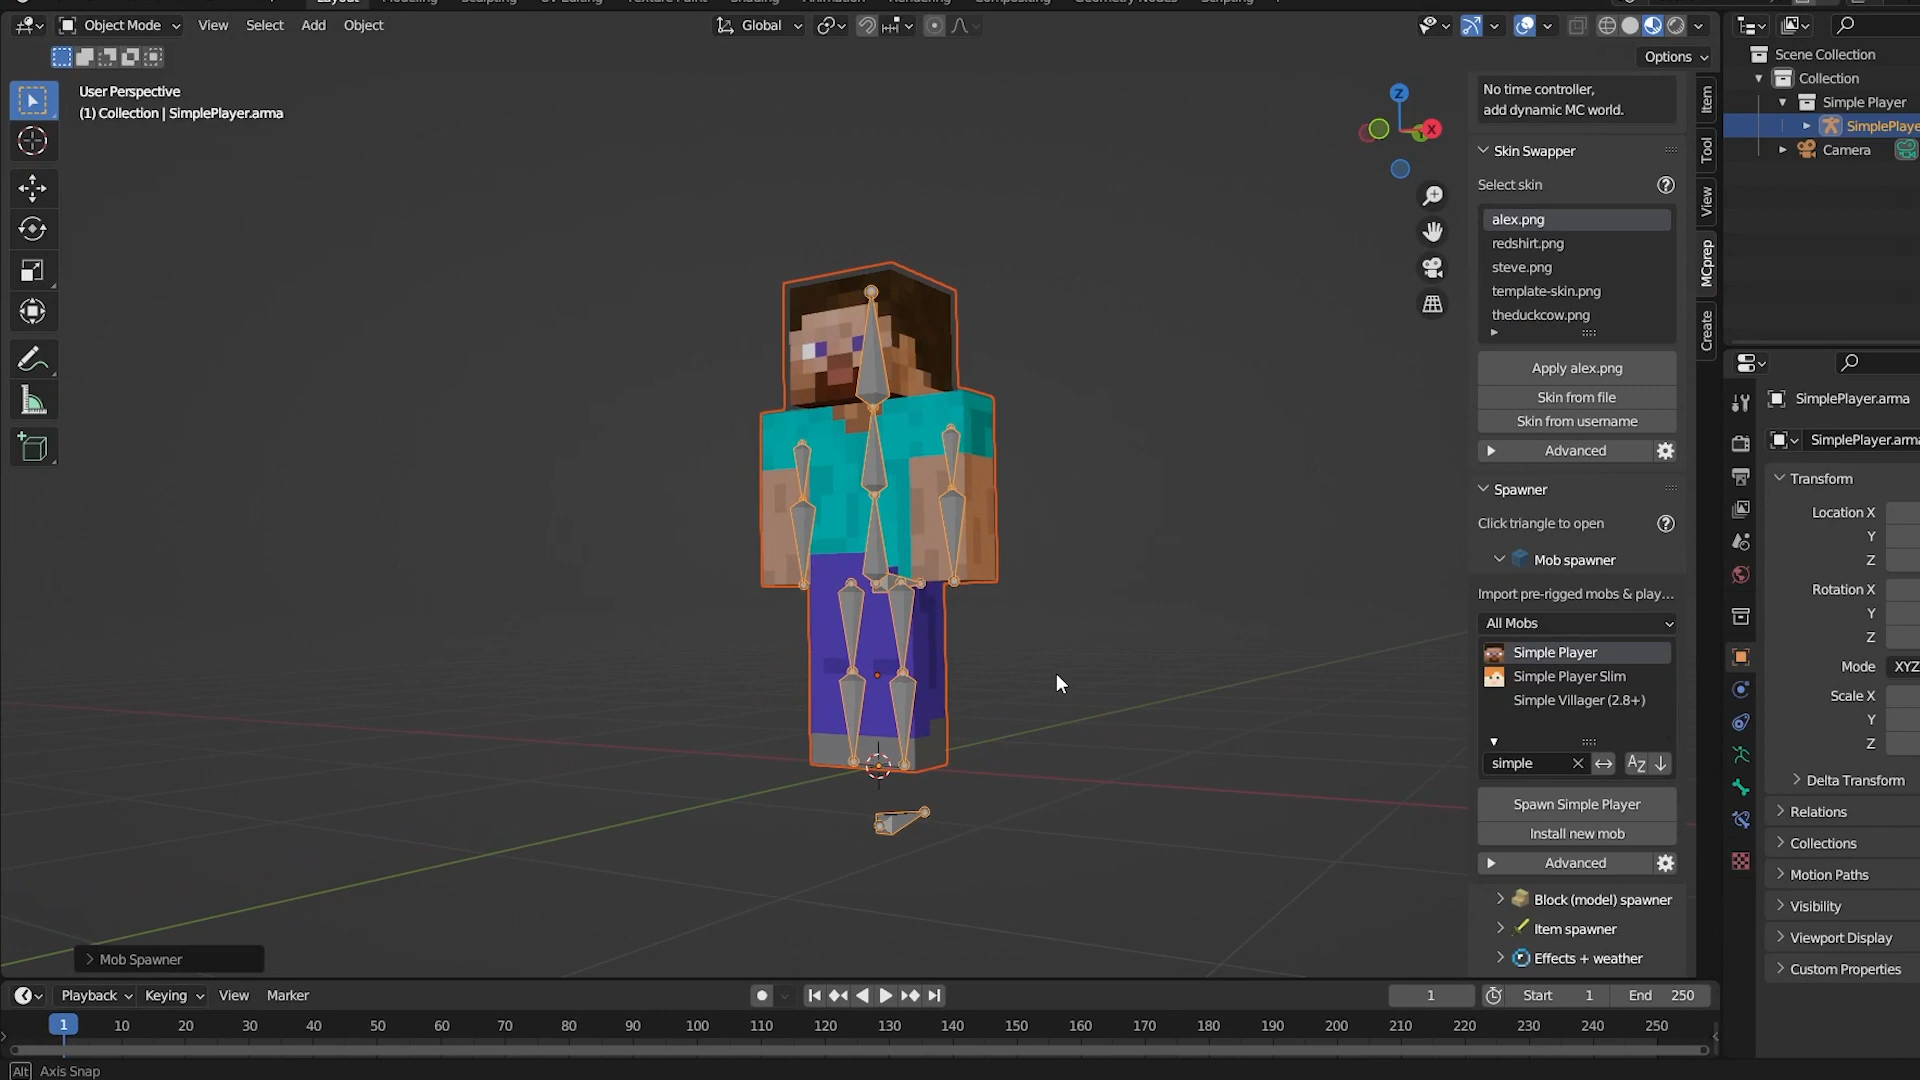 Object Mode
View
Select
Add
Object
Global
Options
User Perspective
(1) Collection | SimplePlayer.arma
Z
X
No time controller,
add dynamic MC world.
Skin Swapper
Select skin
alex.png
redshirt.png
steve.png
template-skin.png
theduckcow.png
Apply alex.png
Skin from file
Skin from username
Advanced
Spawner
Click triangle to open
Mob spawner
Import pre-rigged mobs & play...
All Mobs
Simple Player
Simple Player Slim
Simple Villager (2.8+)
simple
Spawn Simple Player
Install new mob
Advanced
Block (model) spawner
Item spawner
Effects + weather
Item
Tool
View
MCprep
Create
Scene Collection
Collection
Simple Player
SimplePlaye
Camera
SimplePlayer.arma
SimplePlayer.arma
Transform
Location X
Y
Z
Rotation X
Y
Z
Mode XYZ
Scale X
Y
Z
Delta Transform
Relations
Collections
Motion Paths
Visibility
Viewport Display
Custom Properties
Mob Spawner
Playback
Keying
View
Marker
1
Start 1
End 250
1 10 20 30 40 50 60 70 80 90 100 110 120 130 140 150 160 170 180 190 200 210 220 230 240 250
Alt Axis Snap